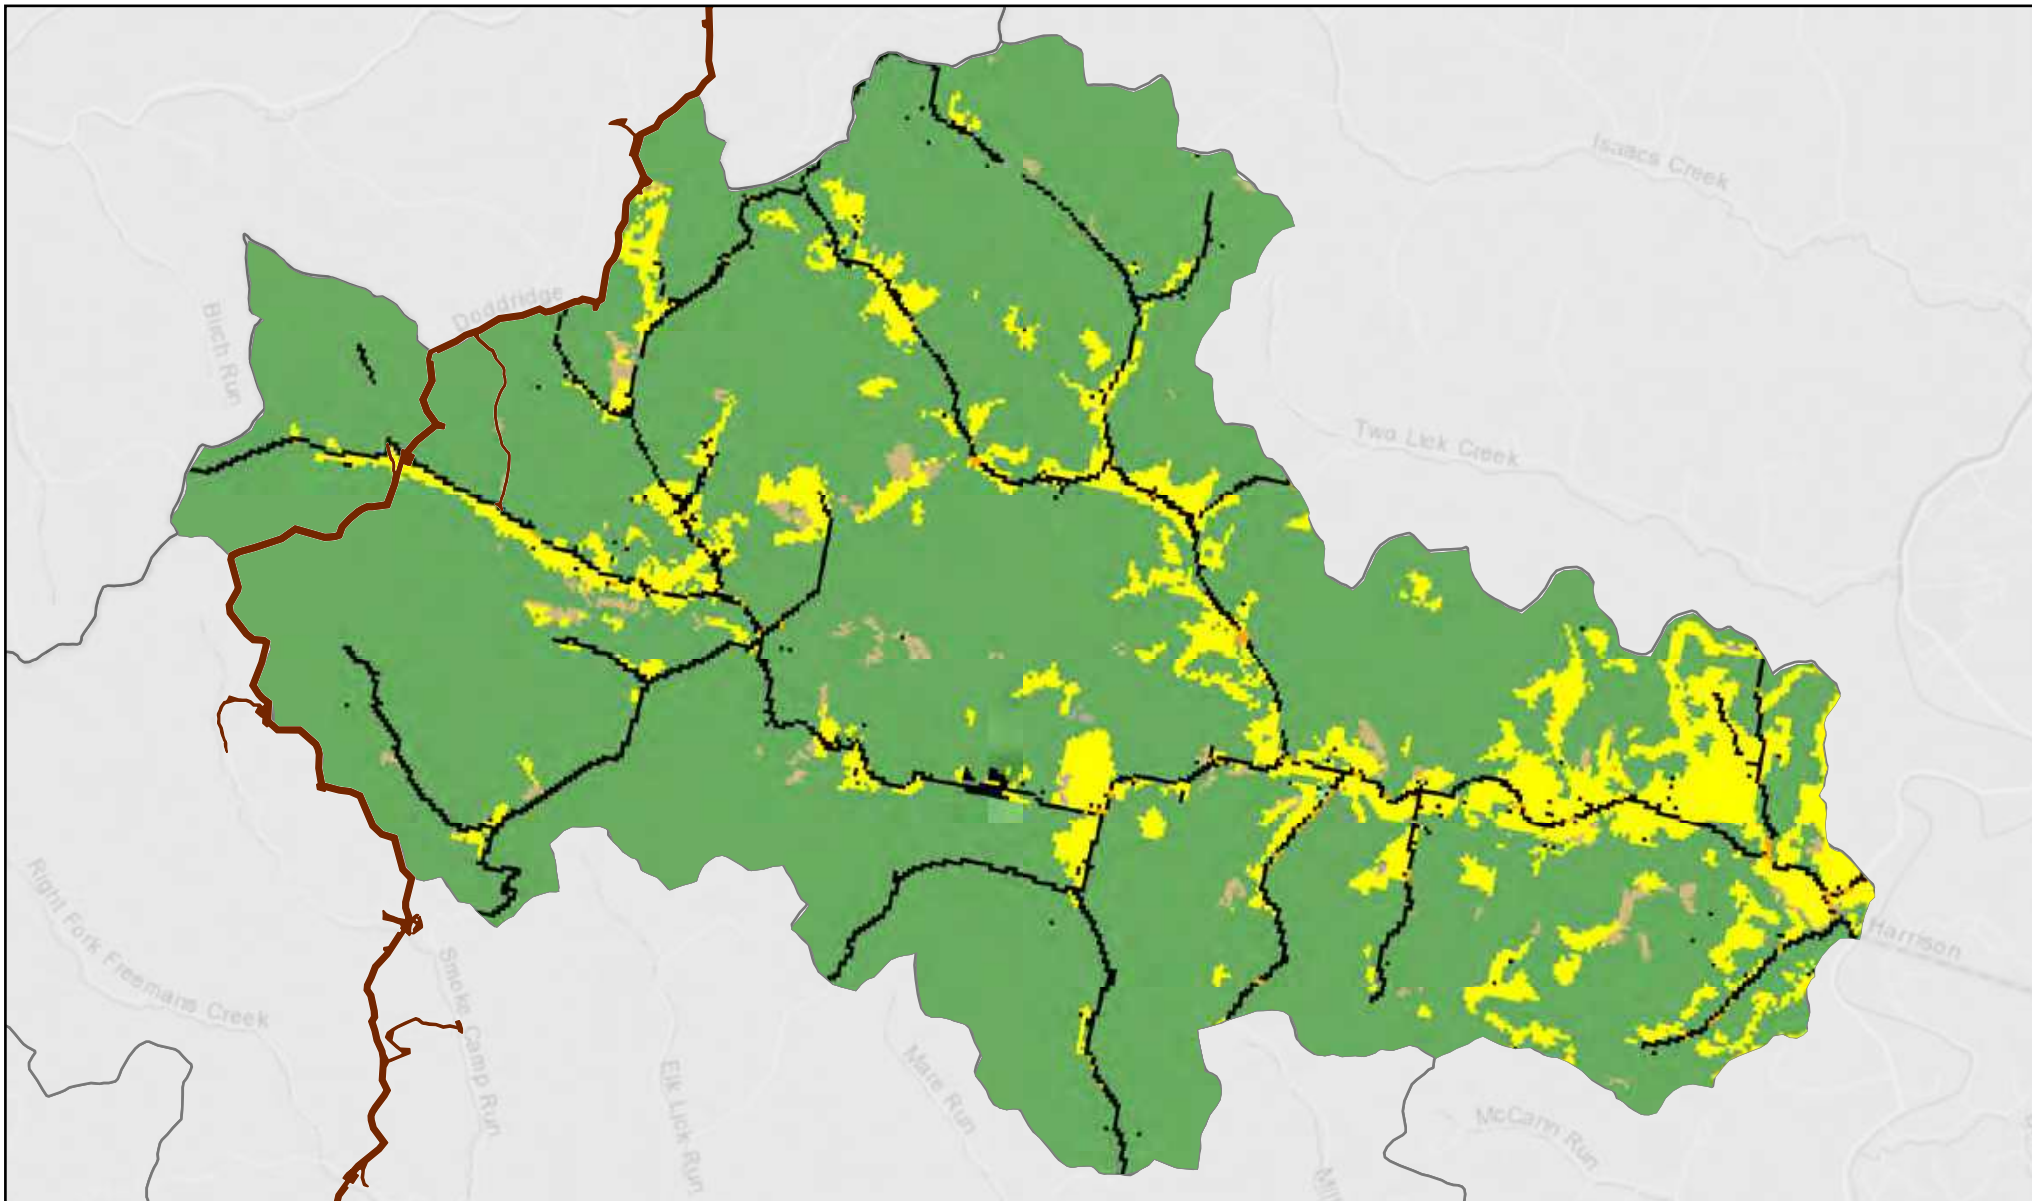 Isaacs Creek
Doddridge
Birch Run
Two Lick Creek
Right Fork Freemans Creek
Smoke Camp Run
Harrison
Elk Lick Run
Mare Run
McCann Run